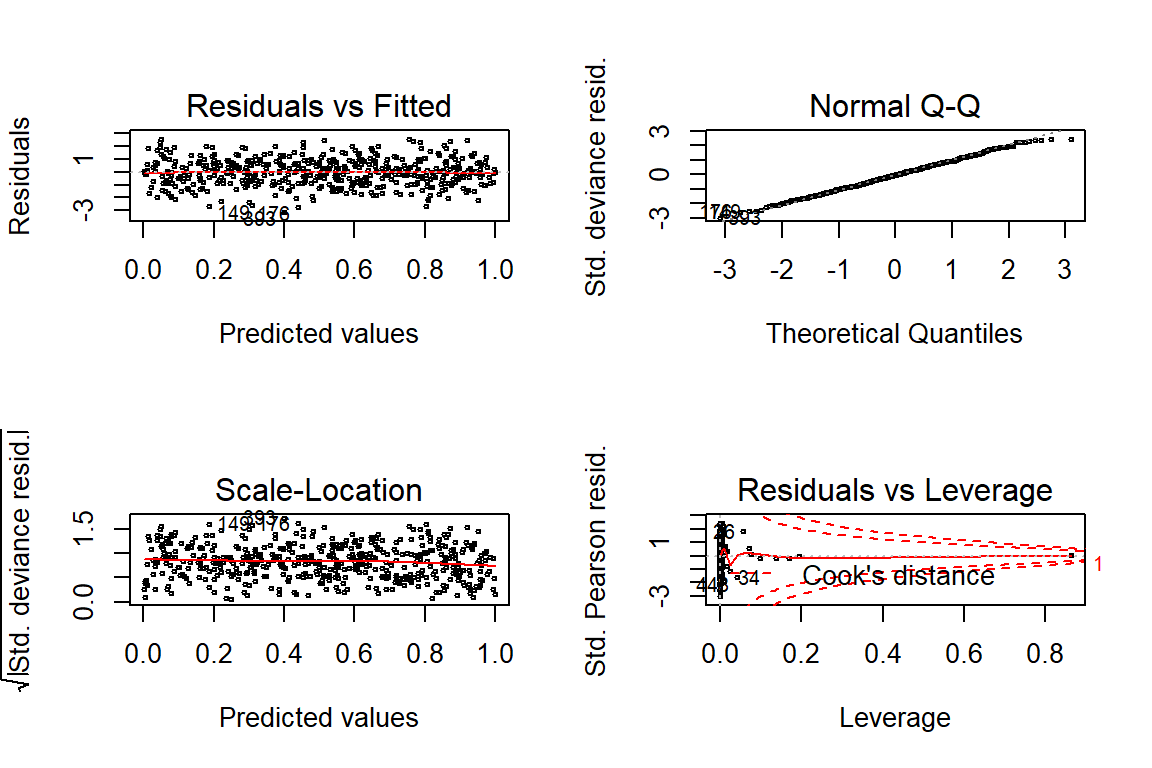 Residuals vs Fitted
Residuals
1
-3
149
176
393
0.0 0.2 0.4 0.6 0.8 1.0
Predicted values
Normal Q-Q
Std. deviance resid.
3
0
-3
393
-3 -2 -1 0 1 2 3
Theoretical Quantiles
Scale-Location
√|Std. deviance resid.|
1.5
0.0
393
149
176
0.0 0.2 0.4 0.6 0.8 1.0
Predicted values
Residuals vs Leverage
Std. Pearson resid.
1
-3
26
34
Cook's distance
1
0.0 0.2 0.4 0.6 0.8
Leverage